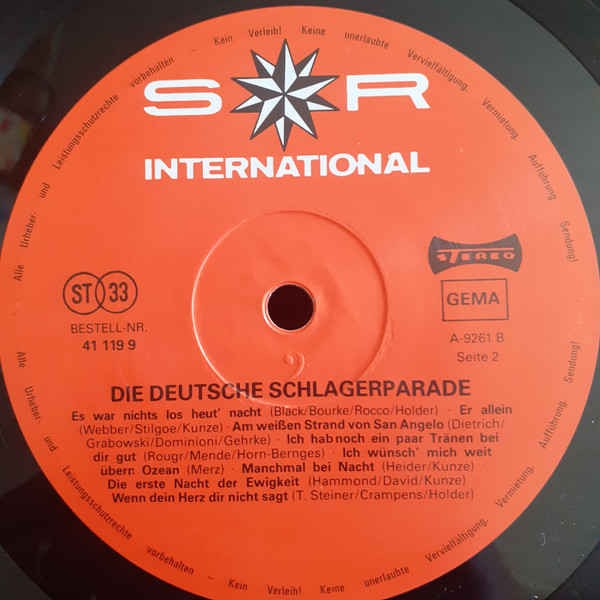 Alle Urheber- und Leistungsschutzrechte vorbehalten – Kein Verleih! Keine unerlaubte Vervielfältigung, Vermietung, Aufführung, Sendung!
S R
INTERNATIONAL
STEREO
ST 33
GEMA
BESTELL-NR.
41 119 9
A-9261 B
Seite 2
DIE DEUTSCHE SCHLAGERPARADE
Es war nichts los heut' nacht (Black/Bourke/Rocco/Holder) · Er allein
(Webber/Stilgoe/Kunze) · Am weißen Strand von San Angelo (Dietrich/
Grabowski/Dominioni/Gehrke) · Ich hab noch ein paar Tränen bei
dir gut (Rougr/Mende/Horn-Bernges) · Ich wünsch' mich weit
übern Ozean (Merz) · Manchmal bei Nacht (Heider/Kunze) ·
Die erste Nacht der Ewigkeit (Hammond/David/Kunze) ·
Wenn dein Herz dir nicht sagt (T. Steiner/Crampens/Holder)
Alle Urheber- und Leistungsschutzrechte vorbehalten – Kein Verleih! Keine unerlaubte Vervielfältigung, Vermietung, Aufführung, Sendung!